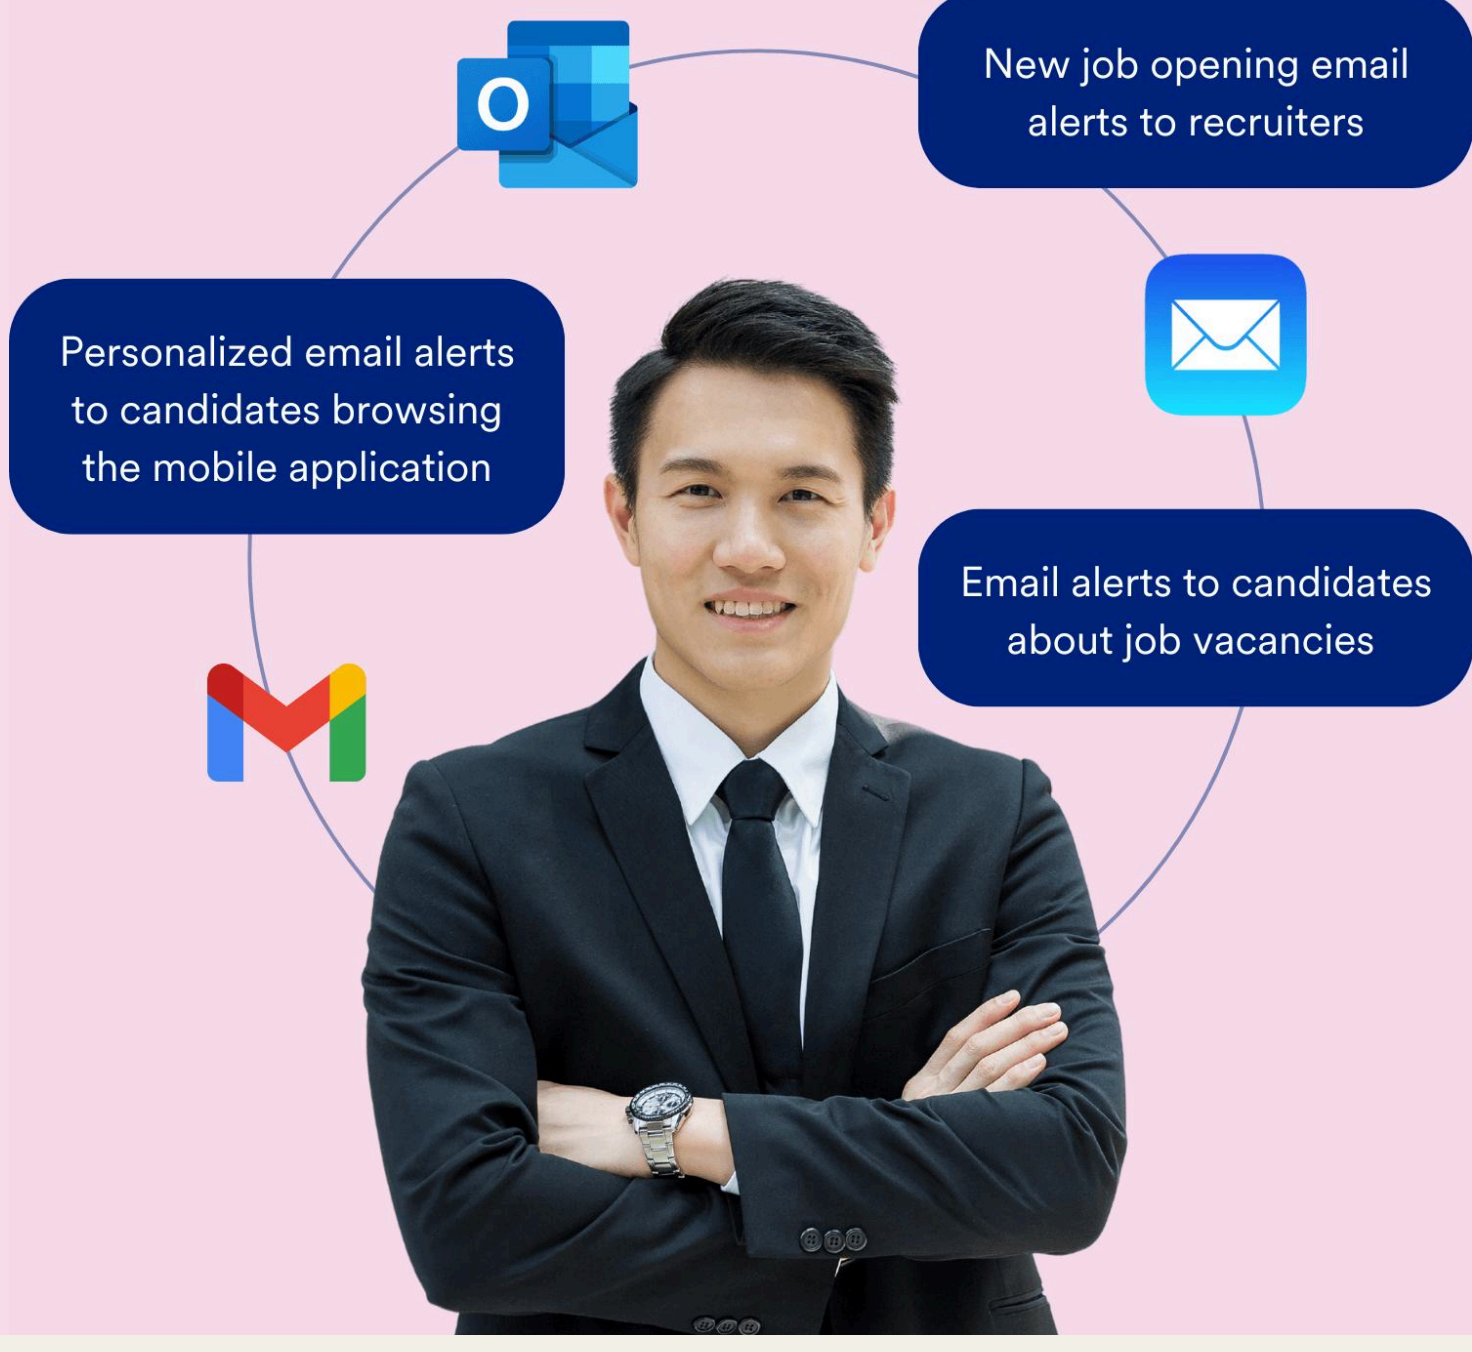 New job opening email
alerts to recruiters
O
Personalized email alerts
to candidates browsing
the mobile application
Email alerts to candidates
about job vacancies
M